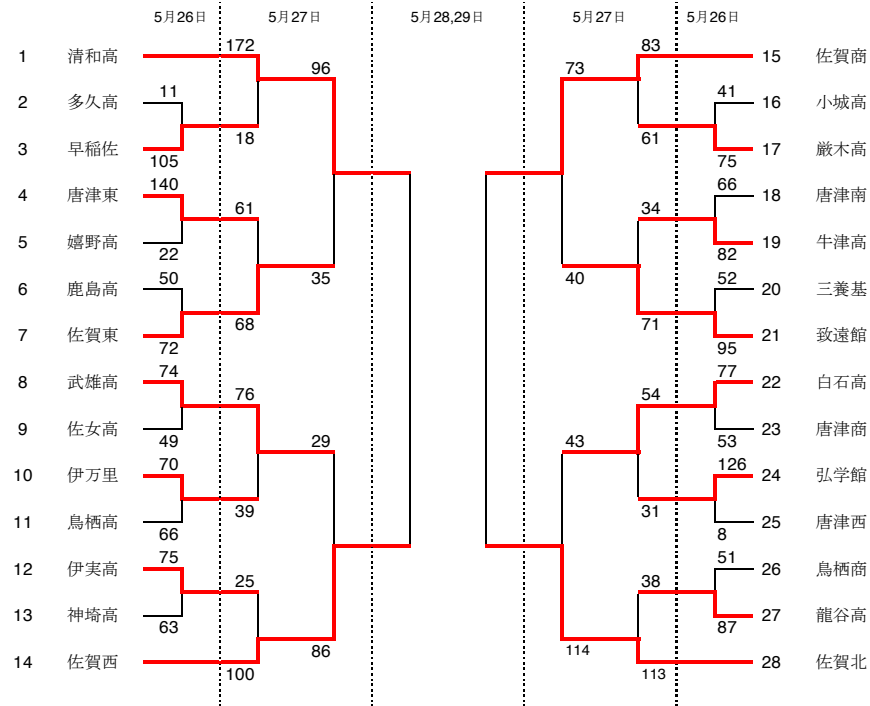 5月26日 5月27日 5月28,29日 5月27日 5月26日
172 83
1 清和高 96 73 15 佐賀商
11 41
2 多久高 16 小城高
18 61
3 早稲佐 17 厳木高
105 75
140 66
4 唐津東 61 34 18 唐津南
5 嬉野高 19 牛津高
22 82
50 35 40 52
6 鹿島高 20 三養基
68 71
7 佐賀東 21 致遠館
72 95
74 77
8 武雄高 76 54 22 白石高
9 佐女高 23 唐津商
49 29 43 53
70 126
10 伊万里 24 弘学館
39 31
11 鳥栖高 25 唐津西
66 8
75 51
12 伊実高 25 38 26 鳥栖商
13 神埼高 27 龍谷高
63 87
86 114
14 佐賀西 28 佐賀北
100 113